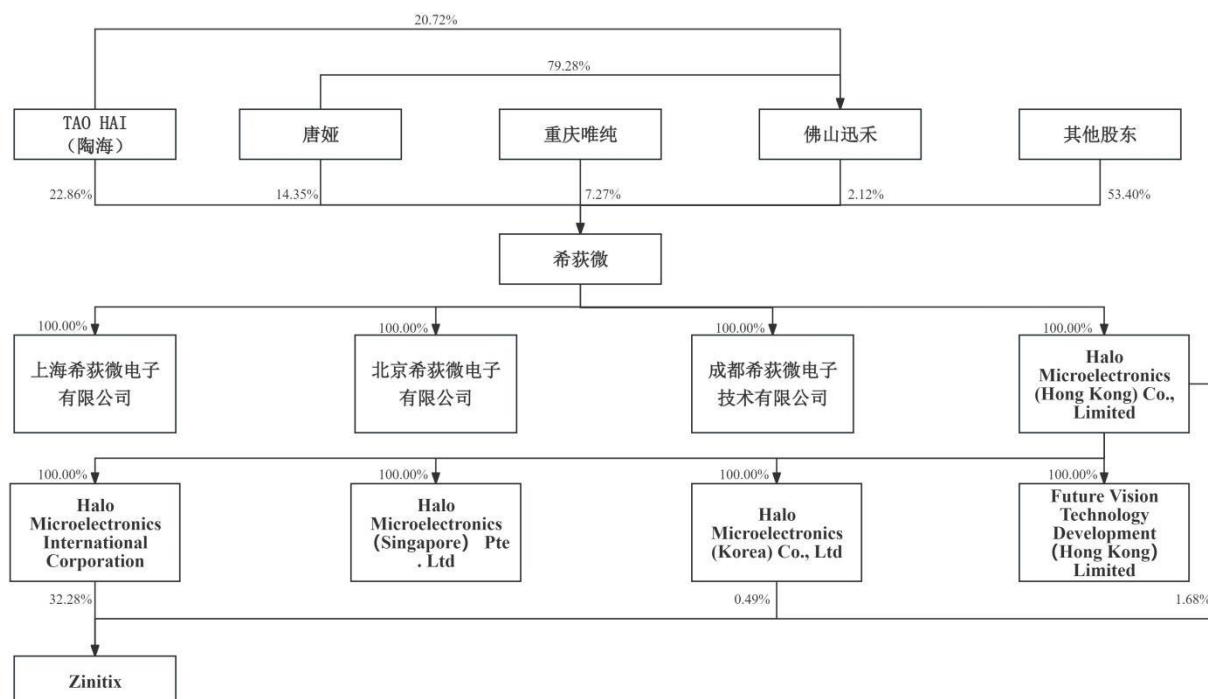 20.72%
79.28%
TAO HAI
（陶海）
唐娅
重庆唯纯
佛山迅禾
其他股东
22.86%
14.35%
7.27%
2.12%
53.40%
希荻微
100.00%
100.00%
100.00%
100.00%
上海希荻微电子
有限公司
北京希荻微电子
有限公司
成都希荻微电子
技术有限公司
Halo
Microelectronics
(Hong Kong) Co.,
Limited
100.00%
100.00%
100.00%
100.00%
Halo
Microelectronics
International
Corporation
Halo
Microelectronics
（Singapore） Pte
. Ltd
Halo
Microelectronics
(Korea) Co., Ltd
Future Vision
Technology
Development
（Hong Kong）
Limited
32.28%
0.49%
1.68%
Zinitix